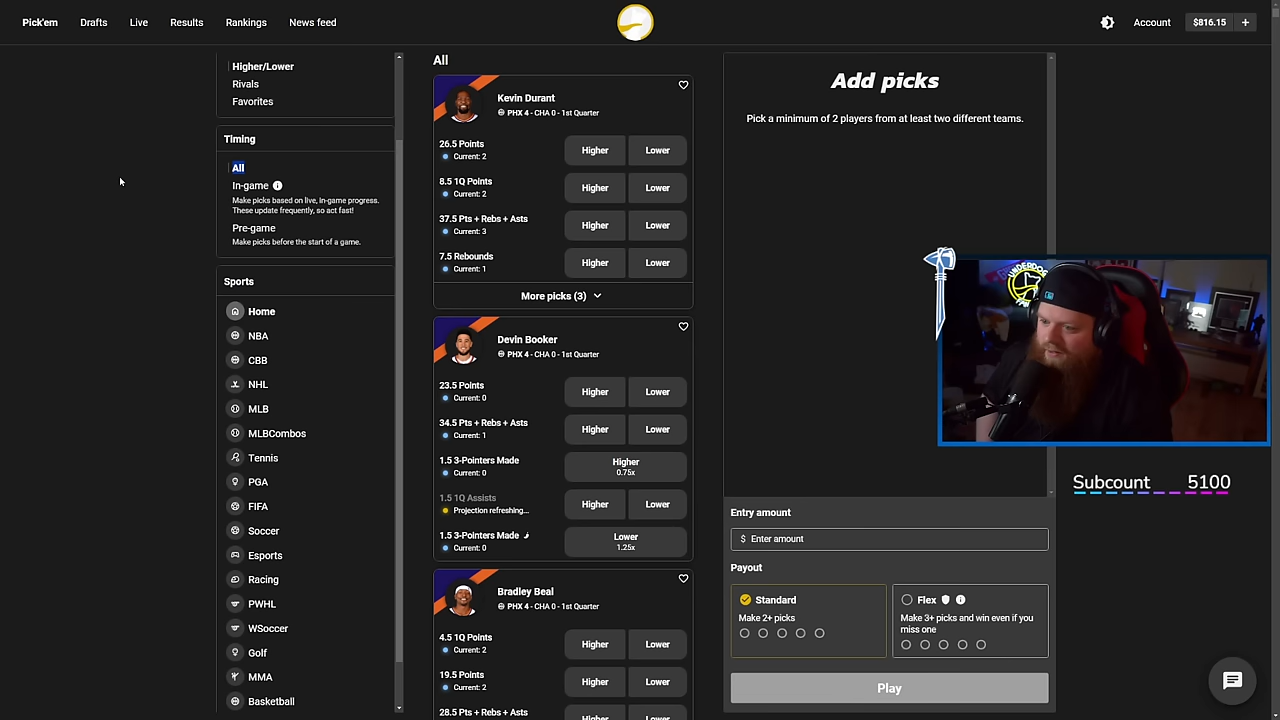 Pick'em
Drafts
Live
Results
Rankings
News feed
Account
$816.15
+
Higher/Lower
Rivals
Favorites
Timing
All
In-game
Make picks based on live, in-game progress.
These update frequently, so act fast!
Pre-game
Make picks before the start of a game.
Sports
Home
NBA
CBB
NHL
MLB
MLBCombos
Tennis
PGA
FIFA
Soccer
Esports
Racing
PWHL
WSoccer
Golf
MMA
Basketball
All
Kevin Durant
PHX 4 - CHA 0 - 1st Quarter
26.5 Points
Current: 2
Higher
Lower
8.5 1Q Points
Current: 2
Higher
Lower
37.5 Pts + Rebs + Asts
Current: 3
Higher
Lower
7.5 Rebounds
Current: 1
Higher
Lower
More picks (3)
Devin Booker
PHX 4 - CHA 0 - 1st Quarter
23.5 Points
Current: 0
Higher
Lower
34.5 Pts + Rebs + Asts
Current: 1
Higher
Lower
1.5 3-Pointers Made
Current: 0
Higher
0.75x
1.5 1Q Assists
Projection refreshing...
Higher
Lower
1.5 3-Pointers Made
Current: 0
Lower
1.25x
Bradley Beal
PHX 4 - CHA 0 - 1st Quarter
4.5 1Q Points
Current: 2
Higher
Lower
19.5 Points
Current: 2
Higher
Lower
28.5 Pts + Rebs + Asts
Higher
Lower
Add picks
Pick a minimum of 2 players from at least two different teams.
Entry amount
$ Enter amount
Payout
Standard
Make 2+ picks
Flex
Make 3+ picks and win even if you
miss one
Play
UNDERDOG
Subcount 5100